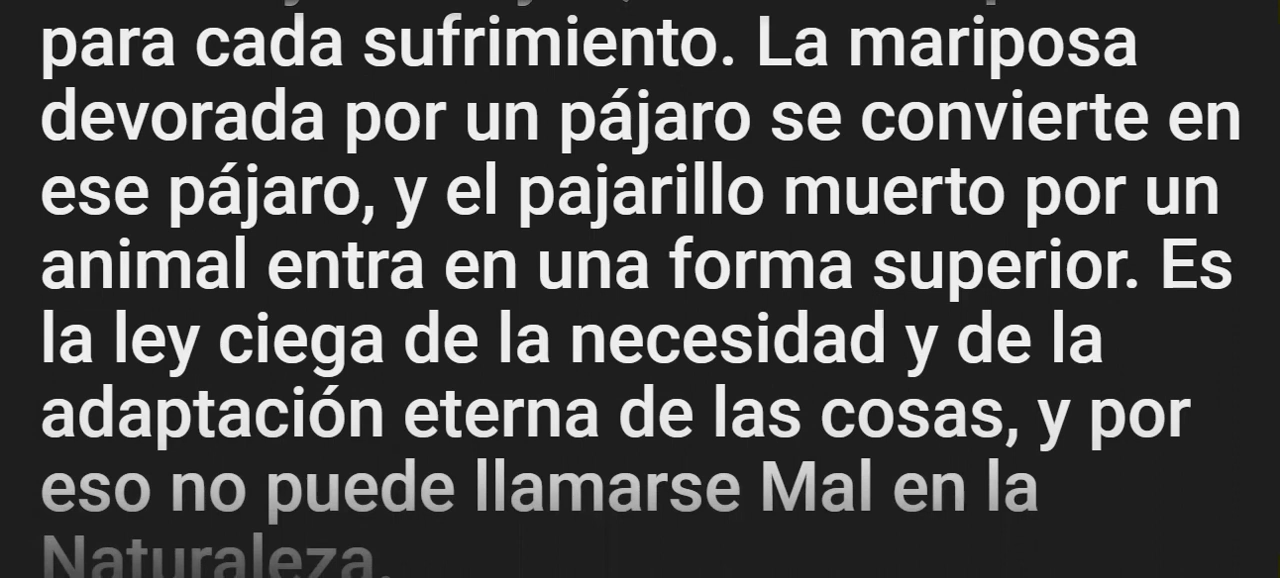 para cada sufrimiento. La mariposa
devorada por un pájaro se convierte en
ese pájaro, y el pajarillo muerto por un
animal entra en una forma superior. Es
la ley ciega de la necesidad y de la
adaptación eterna de las cosas, y por
eso no puede llamarse Mal en la
Naturaleza.